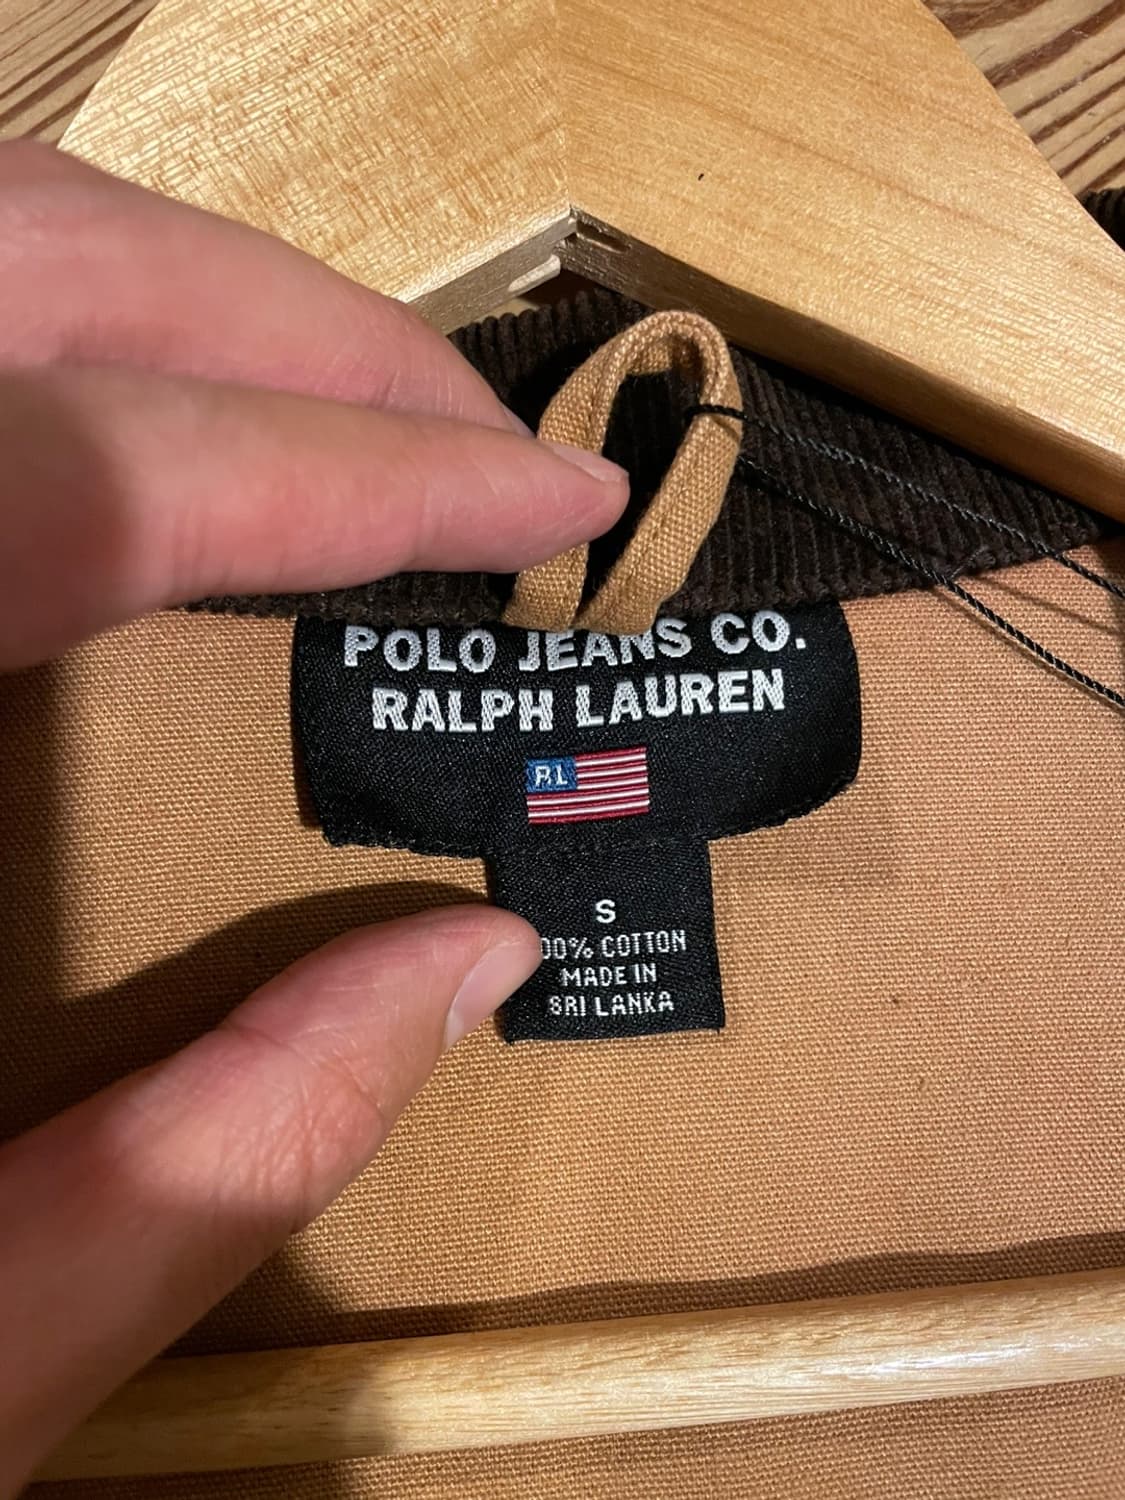 POLO JEANS CO.
RALPH LAUREN
RL
S
00% COTTON
MADE IN
SRI LANKA